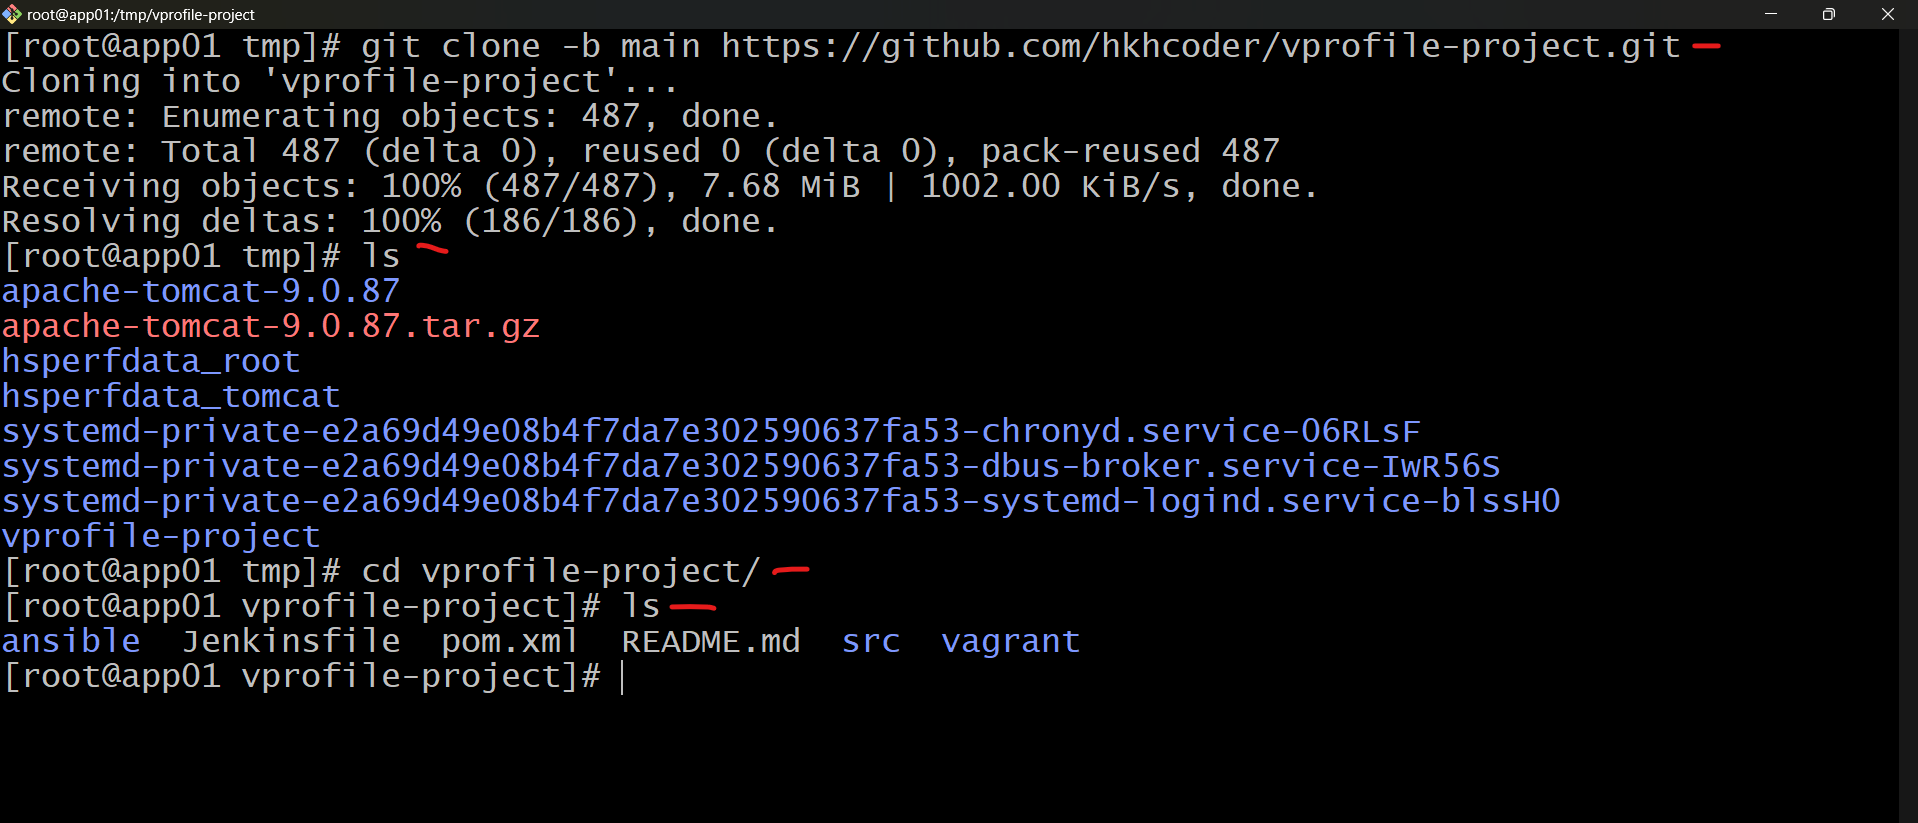 root@app01:/tmp/vprofile-project
[root@app01 tmp]# git clone -b main https://github.com/hkhcoder/vprofile-project.git
Cloning into 'vprofile-project'...
remote: Enumerating objects: 487, done.
remote: Total 487 (delta 0), reused 0 (delta 0), pack-reused 487
Receiving objects: 100% (487/487), 7.68 MiB | 1002.00 KiB/s, done.
Resolving deltas: 100% (186/186), done.
[root@app01 tmp]# ls
apache-tomcat-9.0.87
apache-tomcat-9.0.87.tar.gz
hsperfdata_root
hsperfdata_tomcat
systemd-private-e2a69d49e08b4f7da7e302590637fa53-chronyd.service-O6RLsF
systemd-private-e2a69d49e08b4f7da7e302590637fa53-dbus-broker.service-IwR56S
systemd-private-e2a69d49e08b4f7da7e302590637fa53-systemd-logind.service-blssHO
vprofile-project
[root@app01 tmp]# cd vprofile-project/
[root@app01 vprofile-project]# ls
ansible  Jenkinsfile  pom.xml  README.md  src  vagrant
[root@app01 vprofile-project]#